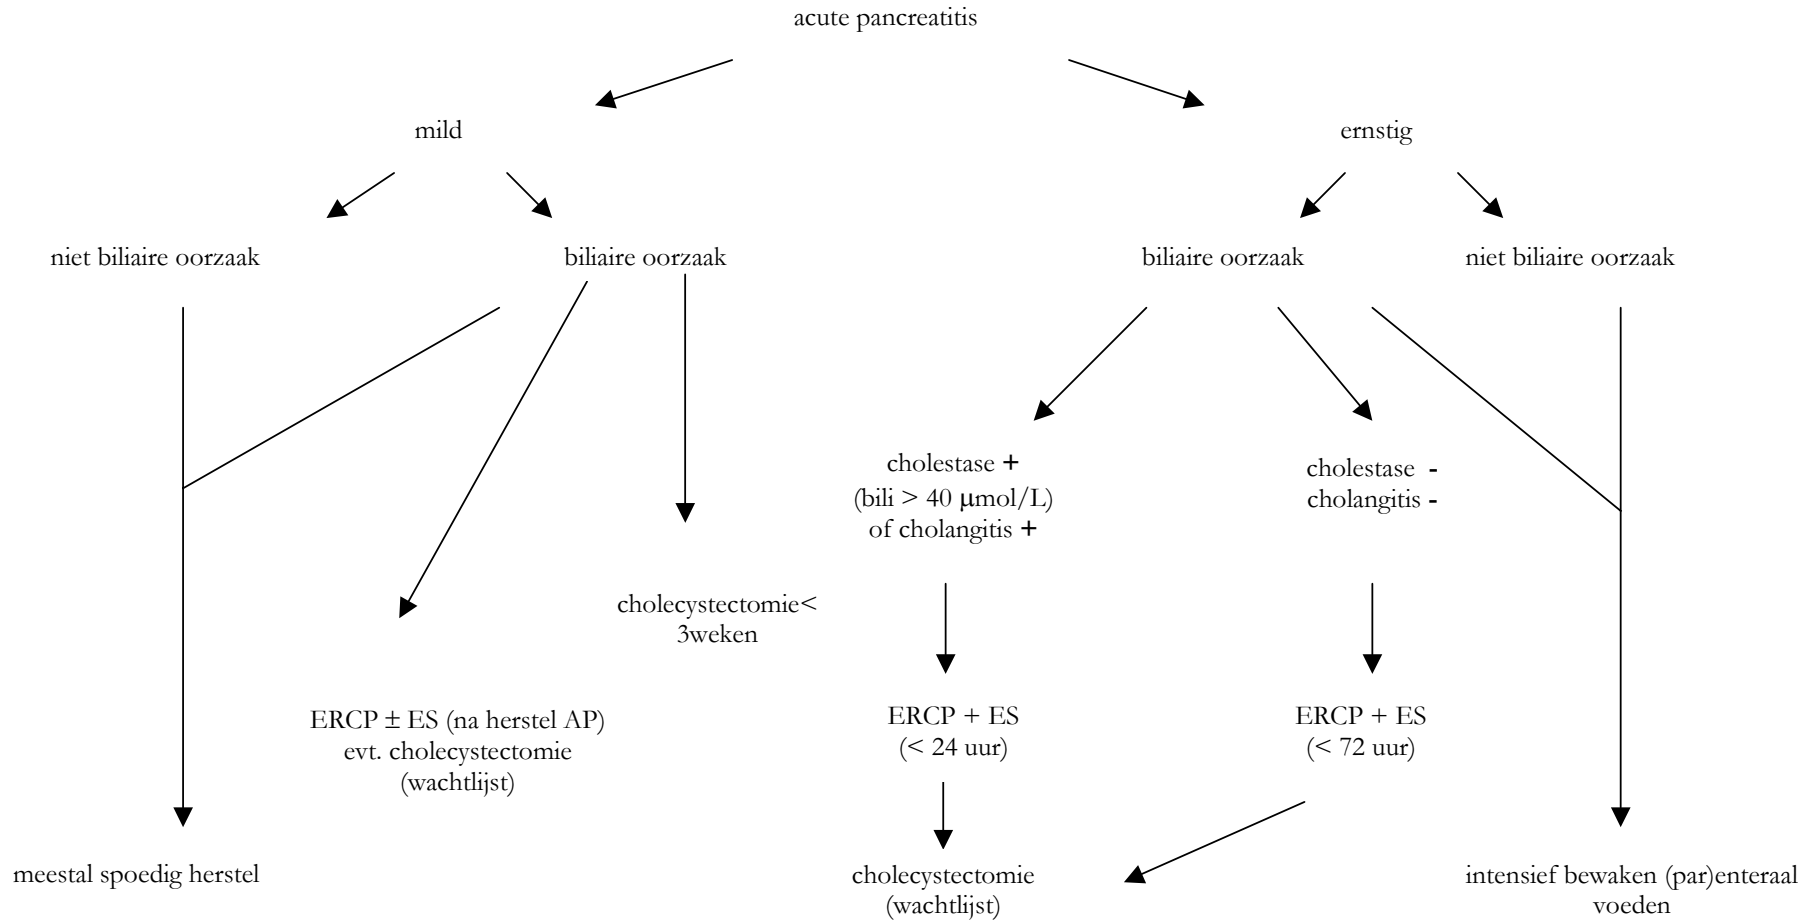 acute pancreatitis
mild
ernstig
niet biliaire oorzaak
biliaire oorzaak
biliaire oorzaak
niet biliaire oorzaak
cholestase +
(bili > 40 μmol/L)
of cholangitis +
cholestase -
cholangitis -
cholecystectomie<
3weken
ERCP ± ES (na herstel AP)
evt. cholecystectomie
(wachtlijst)
ERCP + ES
(< 24 uur)
ERCP + ES
(< 72 uur)
meestal spoedig herstel
cholecystectomie
(wachtlijst)
intensief bewaken (par)enteraal
voeden